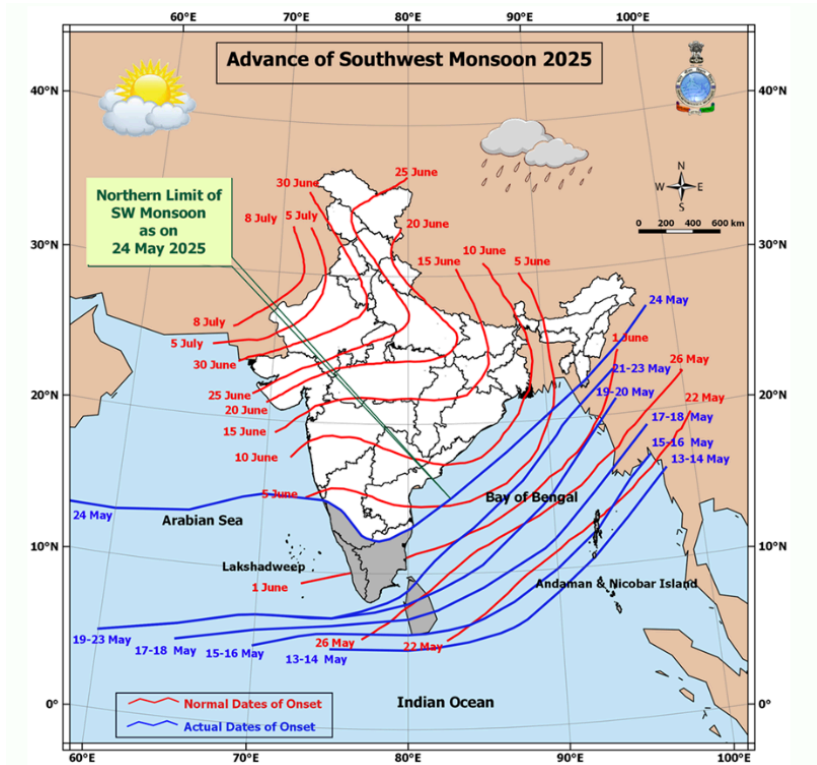 60°E 70°E 80°E 90°E 100°E
Advance of Southwest Monsoon 2025
40°N 40°N
N
W E
S
25 June
30 June
Northern Limit of
SW Monsoon
as on
24 May 2025
8 July 5 July
20 June
0 200 400 600 km
30°N 30°N
10 June
15 June 5 June
24 May
8 July
1 June
5 July
26 May
30 June
21-23 May
19-20 May
20°N 20°N
25 June
22 May
20 June
17-18 May
15 June
15-16 May
10 June
13-14 May
5 June
Bay of Bengal
24 May
Arabian Sea
10°N 10°N
Lakshadweep
Andaman & Nicobar Island
1 June
19-23 May
17-18 May
15-16 May
13-14 May
26 May
22 May
0° 0°
Indian Ocean
Normal Dates of Onset
Actual Dates of Onset
60°E 70°E 80°E 90°E 100°E